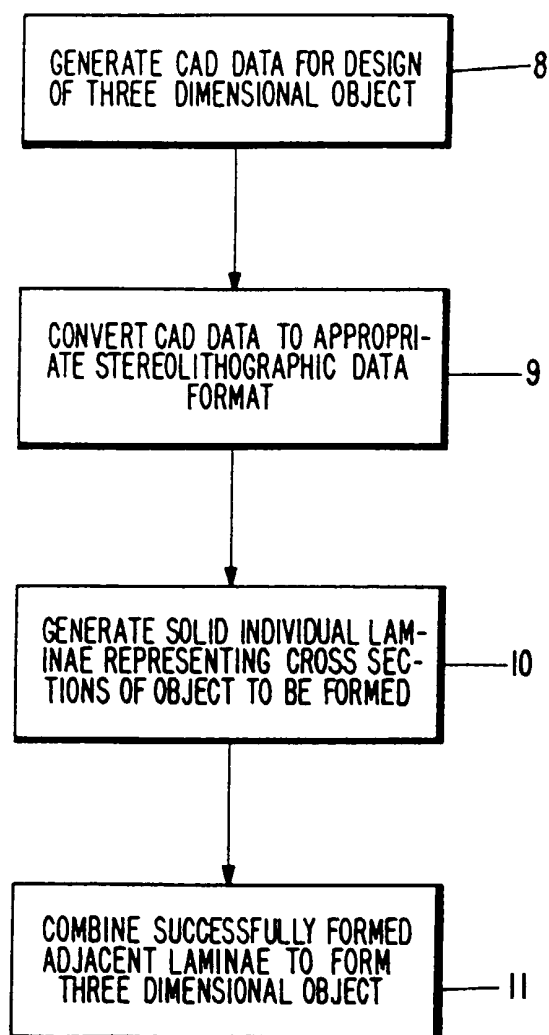 GENERATE CAD DATA FOR DESIGN
OF THREE DIMENSIONAL OBJECT
8
CONVERT CAD DATA TO APPROPRI-
ATE STEREOLITHOGRAPHIC DATA
FORMAT
9
GENERATE SOLID INDIVIDUAL LAM-
INAE REPRESENTING CROSS SEC-
TIONS OF OBJECT TO BE FORMED
10
COMBINE SUCCESSFULLY FORMED
ADJACENT LAMINAE TO FORM
THREE DIMENSIONAL OBJECT
11